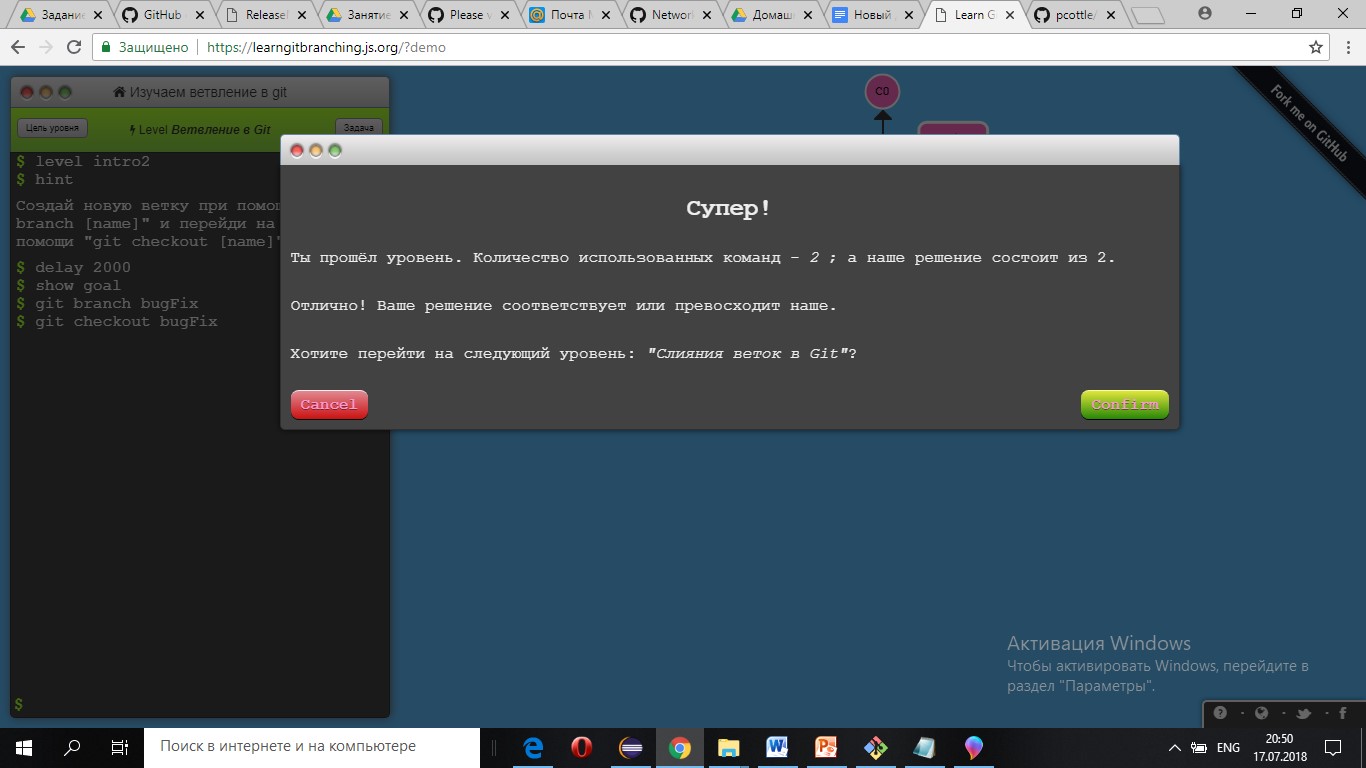 Задание
GitHub
Release
Занятие
Please v
Почта
Network
Домаш
Новый
Learn G
pcottle/
Защищено
https://learngitbranching.js.org/?demo
Изучаем ветвление в git
Цель уровня
Level Ветвление в Git
Задача
$ level intro2
$ hint
Создай новую ветку при помощ
branch [name]" и перейди на
помощи "git checkout [name]"
$ delay 2000
$ show goal
$ git branch bugFix
$ git checkout bugFix
$
C0
Fork me on GitHub
Супер!
Ты прошёл уровень. Количество использованных команд - 2 ; а наше решение состоит из 2.
Отлично! Ваше решение соответствует или превосходит наше.
Хотите перейти на следующий уровень: "Слияния веток в Git"?
Cancel
Confirm
Активация Windows
Чтобы активировать Windows, перейдите в
раздел "Параметры".
Поиск в интернете и на компьютере
ENG
20:50
17.07.2018